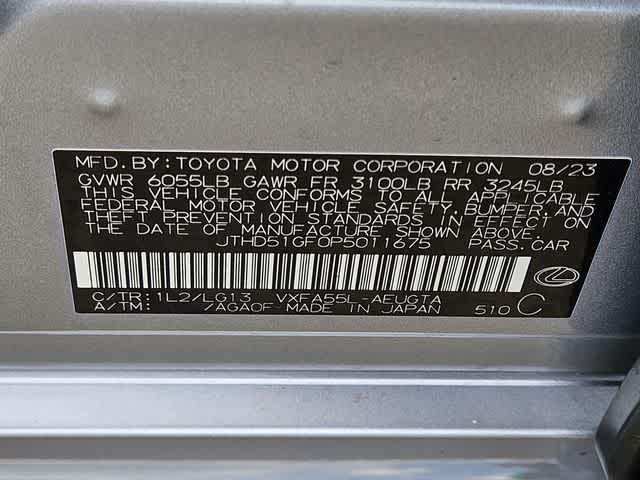 MFD.BY:TOYOTA MOTOR CORPORATION 08/23
GVWR 6055LB GAWR FR 3100LB RR 3245LB
THIS VEHICLE CONFORMS TO ALL APPLICABLE
FEDERAL MOTOR VEHICLE SAFETY, BUMPER, AND
THEFT PREVENTION STANDARDS IN EFFECT ON
THE DATE OF MANUFACTURE SHOWN ABOVE.
JTHD51GF0P5011675 PASS.CAR
C/TR:1L2/LG13 VXFA55L-AEUGTA
A/TM: /AGA0F-MADE IN JAPAN 510 C